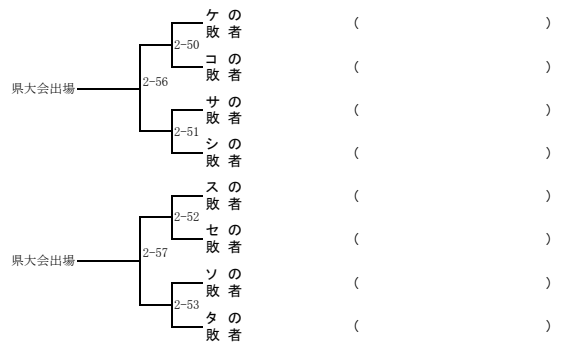 ケの
敗者
(　　)
2-50
コの
敗者
(　　)
2-56
県大会出場
サの
敗者
(　　)
2-51
シの
敗者
(　　)
スの
敗者
(　　)
2-52
セの
敗者
(　　)
2-57
県大会出場
ソの
敗者
(　　)
2-53
タの
敗者
(　　)